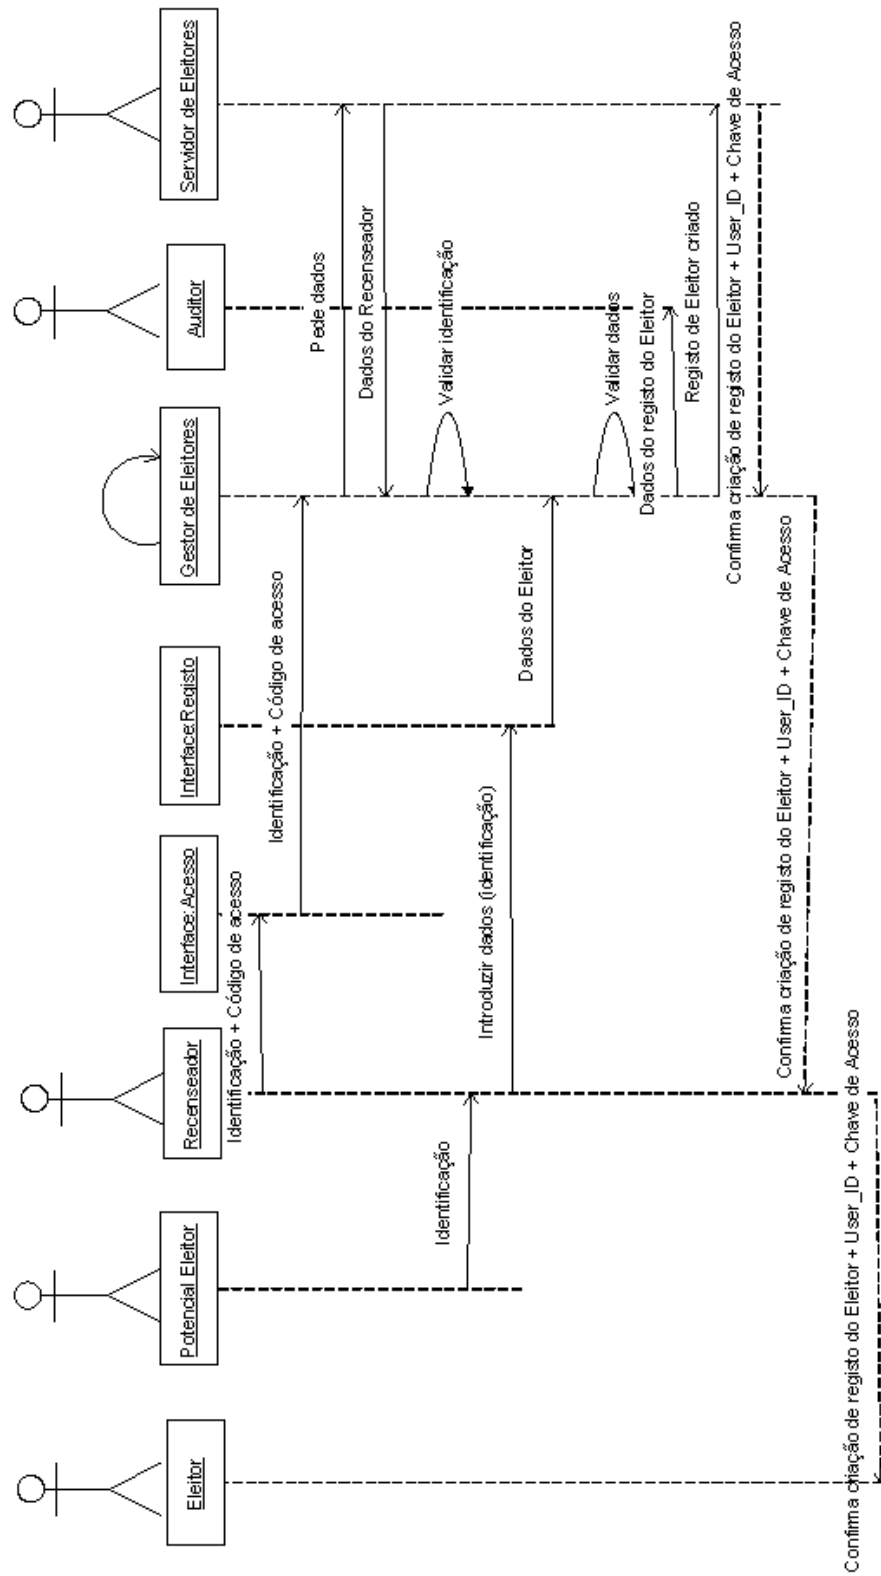 Eleitor
Potencial Eleitor
Recenseador
Interface:Acesso
Interface:Registo
Gestor de Eleitores
Auditor
Servidor de Eleitores
Identificação + Código de acesso
Identificação + Código de acesso
Pede dados
Dados do Recenseador
Validar identificação
Identificação
Introduzir dados (identificação)
Dados do Eleitor
Validar dados
Dados do registo do Eleitor
Registo de Eleitor criado
Confirma criação de registo do Eleitor + User_ID + Chave de Acesso
Confirma criação de registo do Eleitor + User_ID + Chave de Acesso
Confirma criação de registo do Eleitor + User_ID + Chave de Acesso